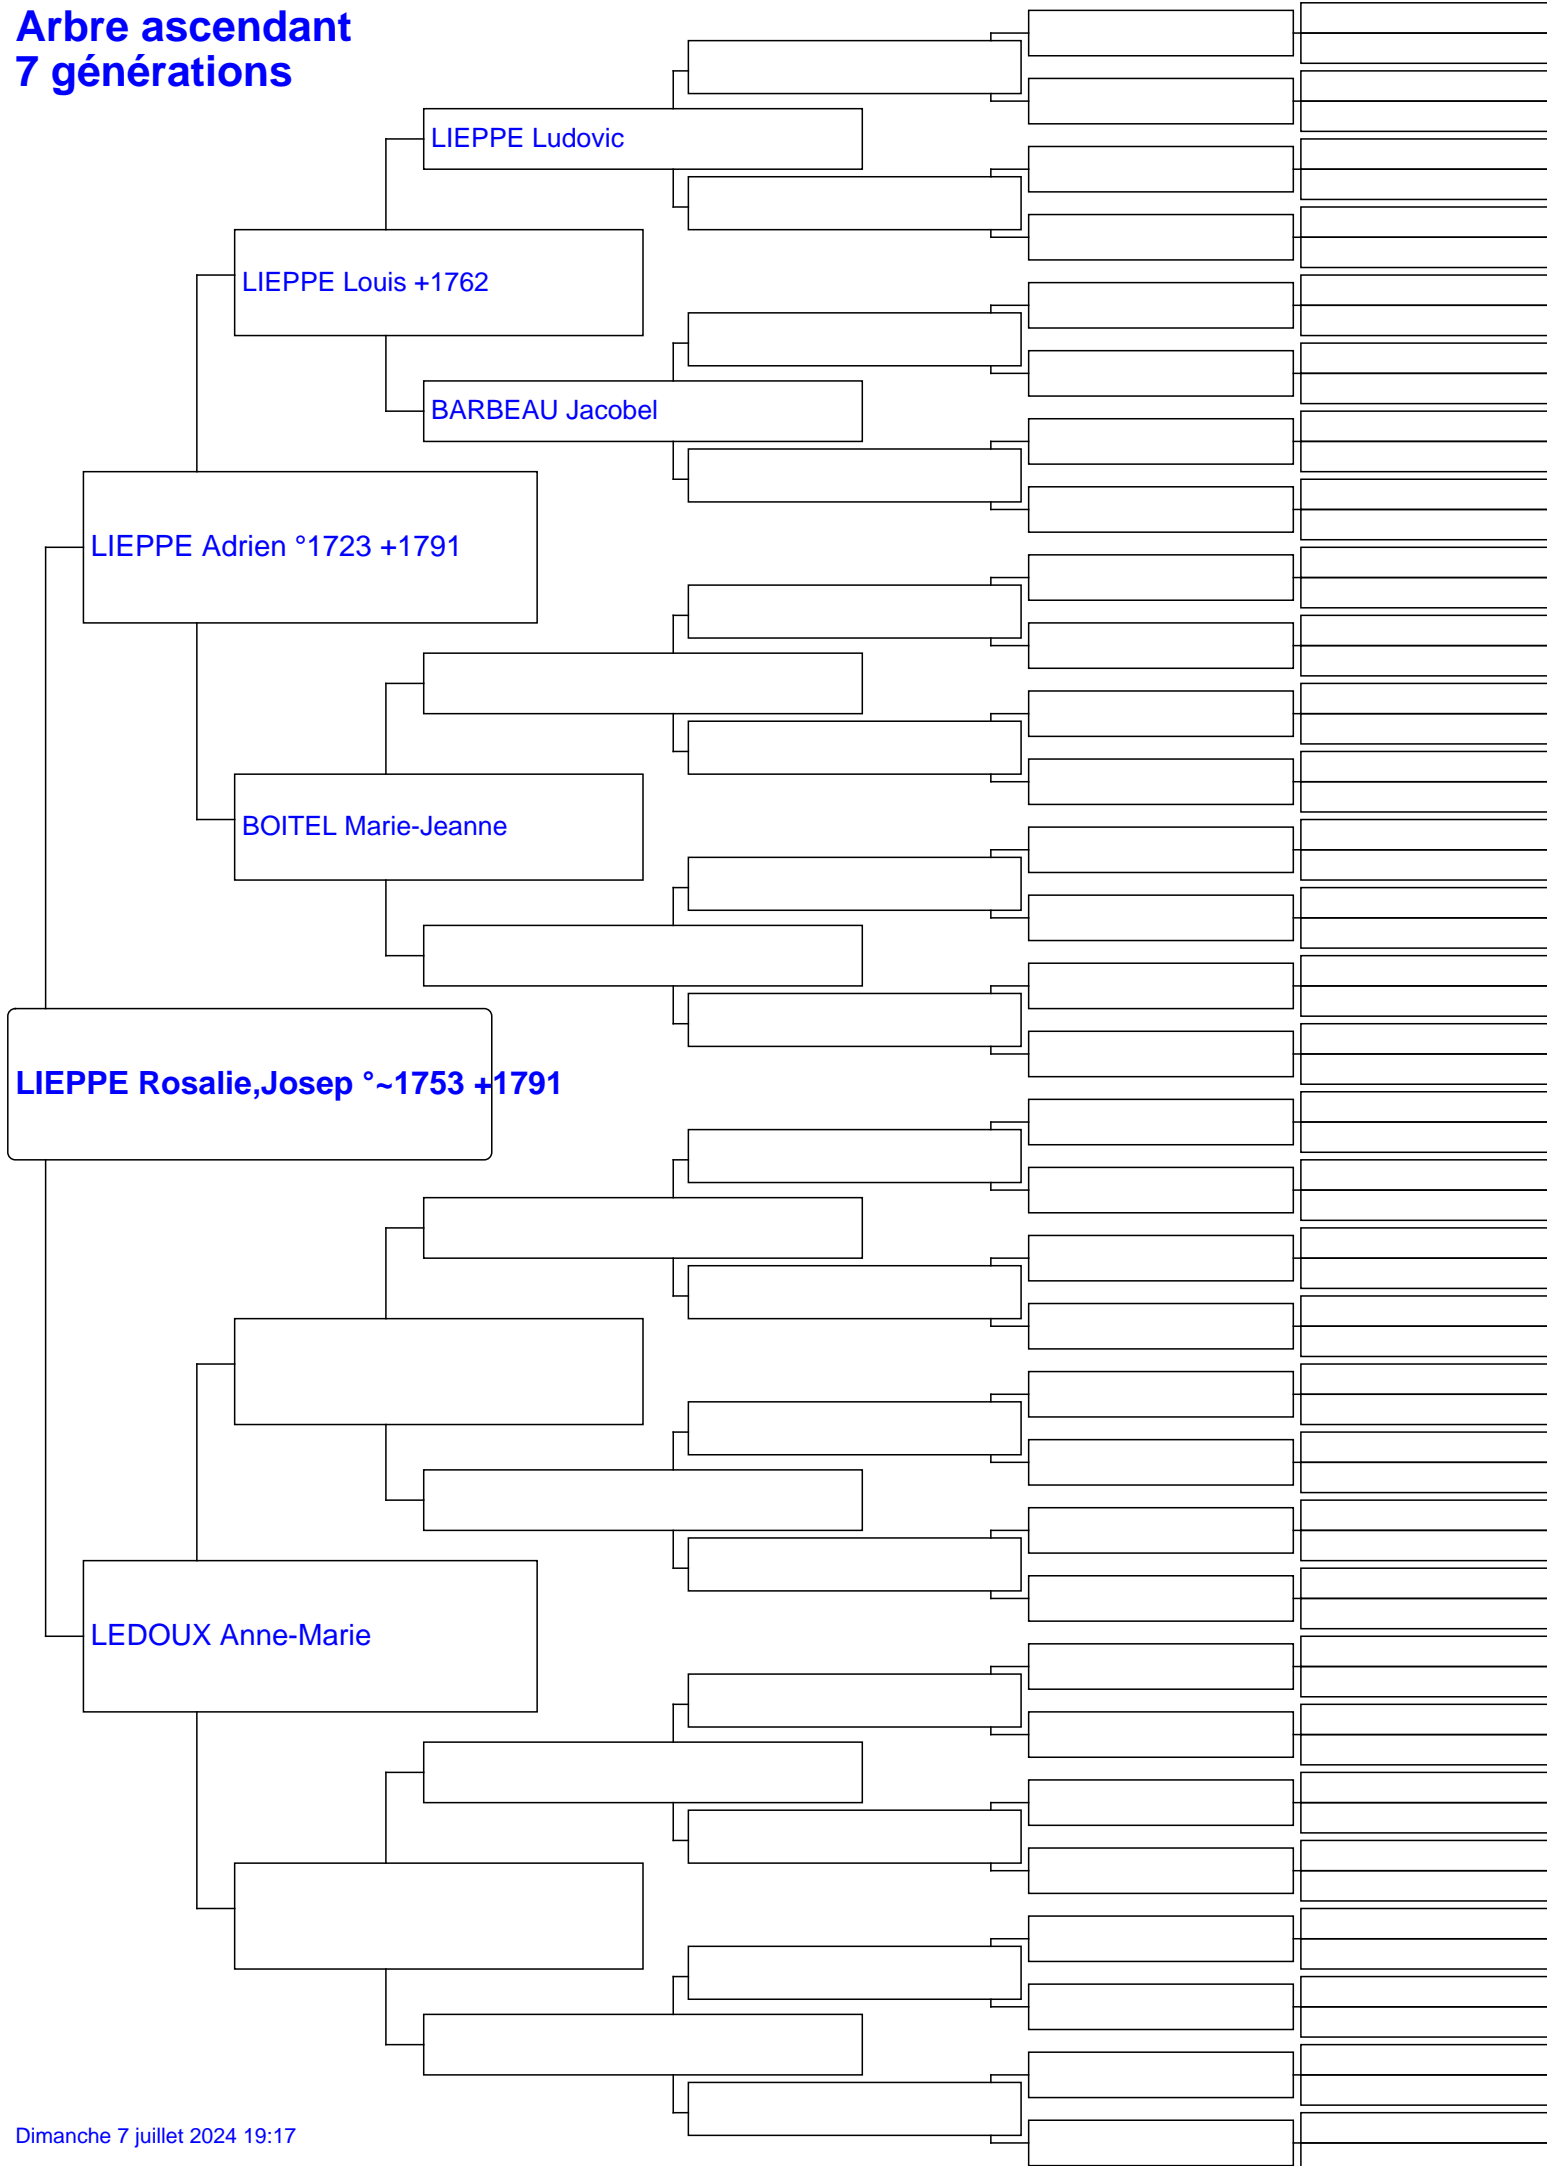 Arbre ascendant
7 générations
LIEPPE Ludovic
LIEPPE Louis +1762
BARBEAU Jacobel
LIEPPE Adrien °1723 +1791
BOITEL Marie-Jeanne
LIEPPE Rosalie,Josep °~1753 +1791
LEDOUX Anne-Marie
Dimanche 7 juillet 2024 19:17